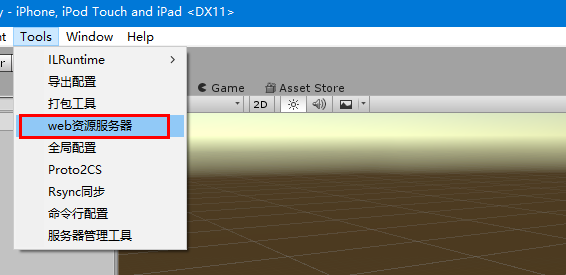 y - iPhone, iPod Touch and iPad <DX11>
nt Tools Window Help
r
ILRuntime
导出配置
打包工具
web资源服务器
全局配置
Proto2CS
Rsync同步
命令行配置
服务器管理工具
Game Asset Store
2D